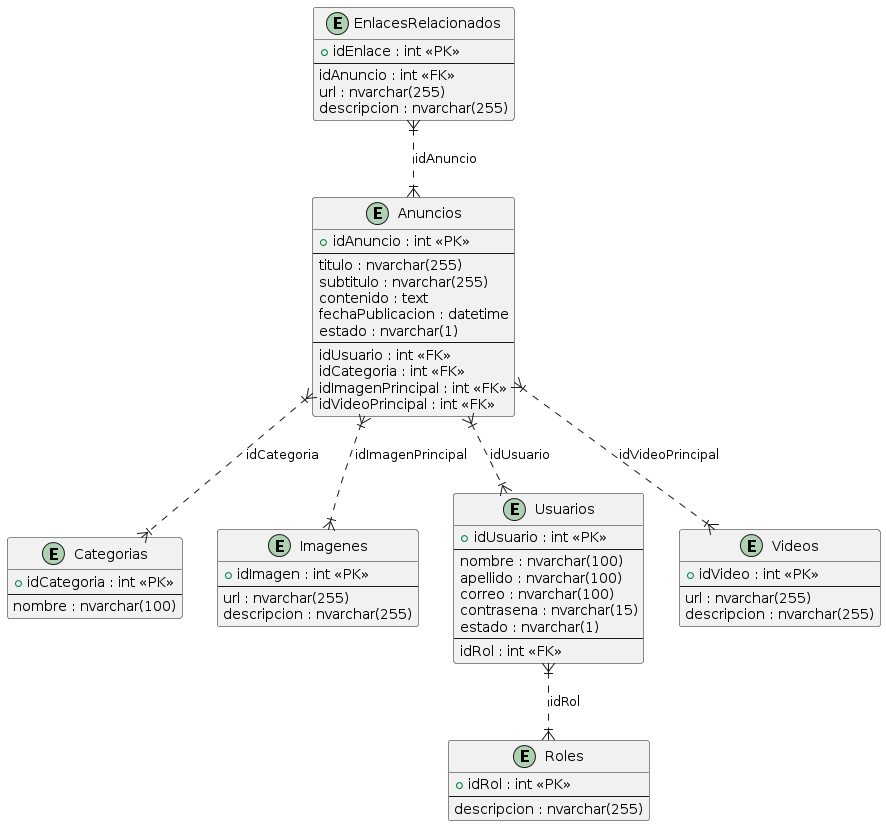 E EnlacesRelacionados
idEnlace : int «PK»
idAnuncio : int «FK»
url : nvarchar(255)
descripcion : nvarchar(255)
idAnuncio
E Anuncios
idAnuncio : int «PK»
titulo : nvarchar(255)
subtitulo : nvarchar(255)
contenido : text
fechaPublicacion : datetime
estado : nvarchar(1)
idUsuario : int «FK»
idCategoria : int «FK»
idImagenPrincipal : int «FK»
idVideoPrincipal : int «FK»
idCategoria
idImagenPrincipal
idUsuario
idVideoPrincipal
E Categorias
idCategoria : int «PK»
nombre : nvarchar(100)
E Imagenes
idImagen : int «PK»
url : nvarchar(255)
descripcion : nvarchar(255)
E Usuarios
idUsuario : int «PK»
nombre : nvarchar(100)
apellido : nvarchar(100)
correo : nvarchar(100)
contrasena : nvarchar(15)
estado : nvarchar(1)
idRol : int «FK»
E Videos
idVideo : int «PK»
url : nvarchar(255)
descripcion : nvarchar(255)
idRol
E Roles
idRol : int «PK»
descripcion : nvarchar(255)